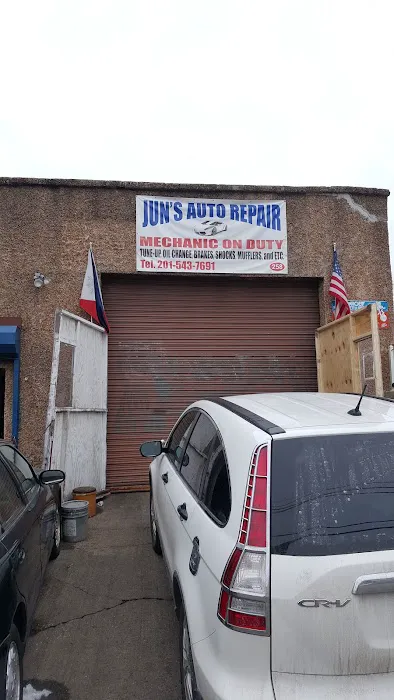 JUN'S AUTO REPAIR
MECHANIC ON DUTY
TUNE-UP OIL CHANGE, BRAKES, SHOCKS, MUFFLERS, and ETC.
Tel. 201-543-7691
258
CR-V